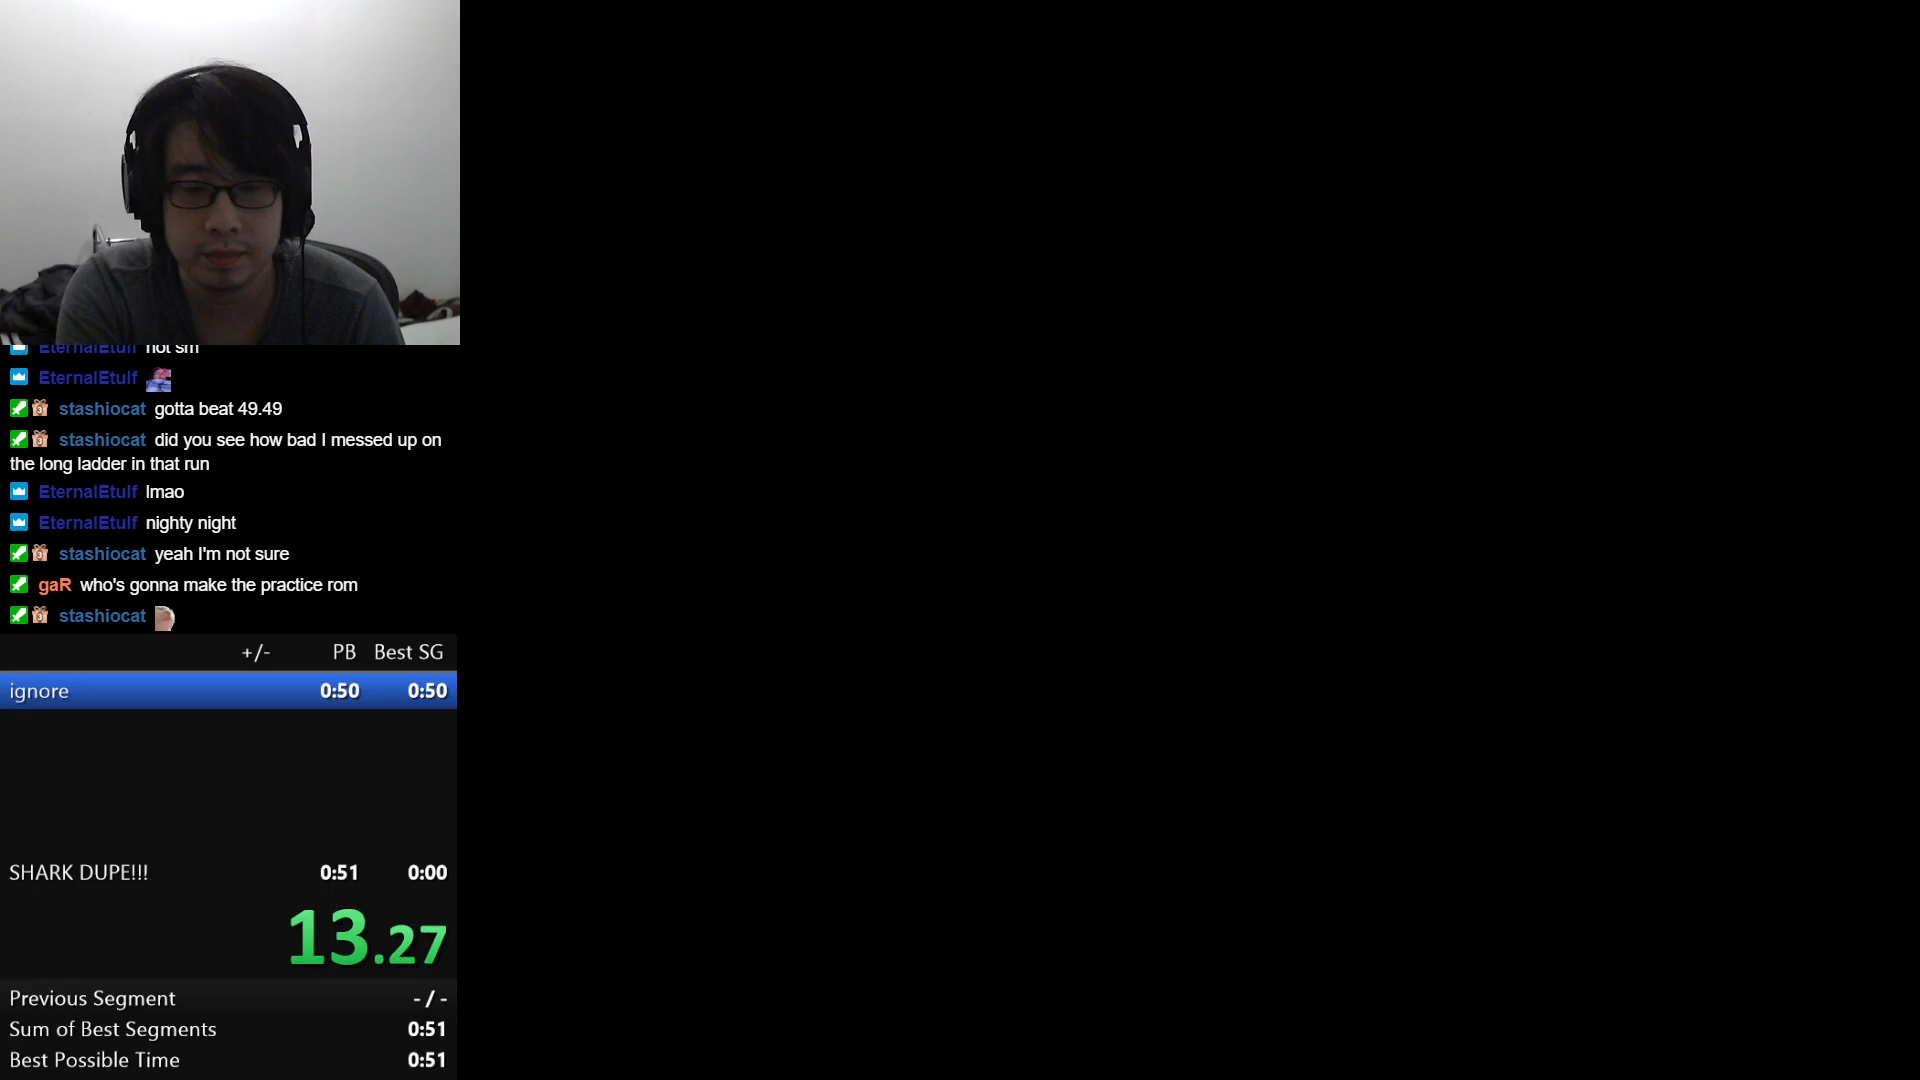 EternalEtulf not sm
EternalEtulf
stashiocat gotta beat 49.49
stashiocat did you see how bad I messed up on
the long ladder in that run
EternalEtulf lmao
EternalEtulf nighty night
stashiocat yeah I'm not sure
gaR who's gonna make the practice rom
stashiocat
+/- PB Best SG
ignore 0:50 0:50
SHARK DUPE!!! 0:51 0:00
13.27
Previous Segment - / -
Sum of Best Segments 0:51
Best Possible Time 0:51